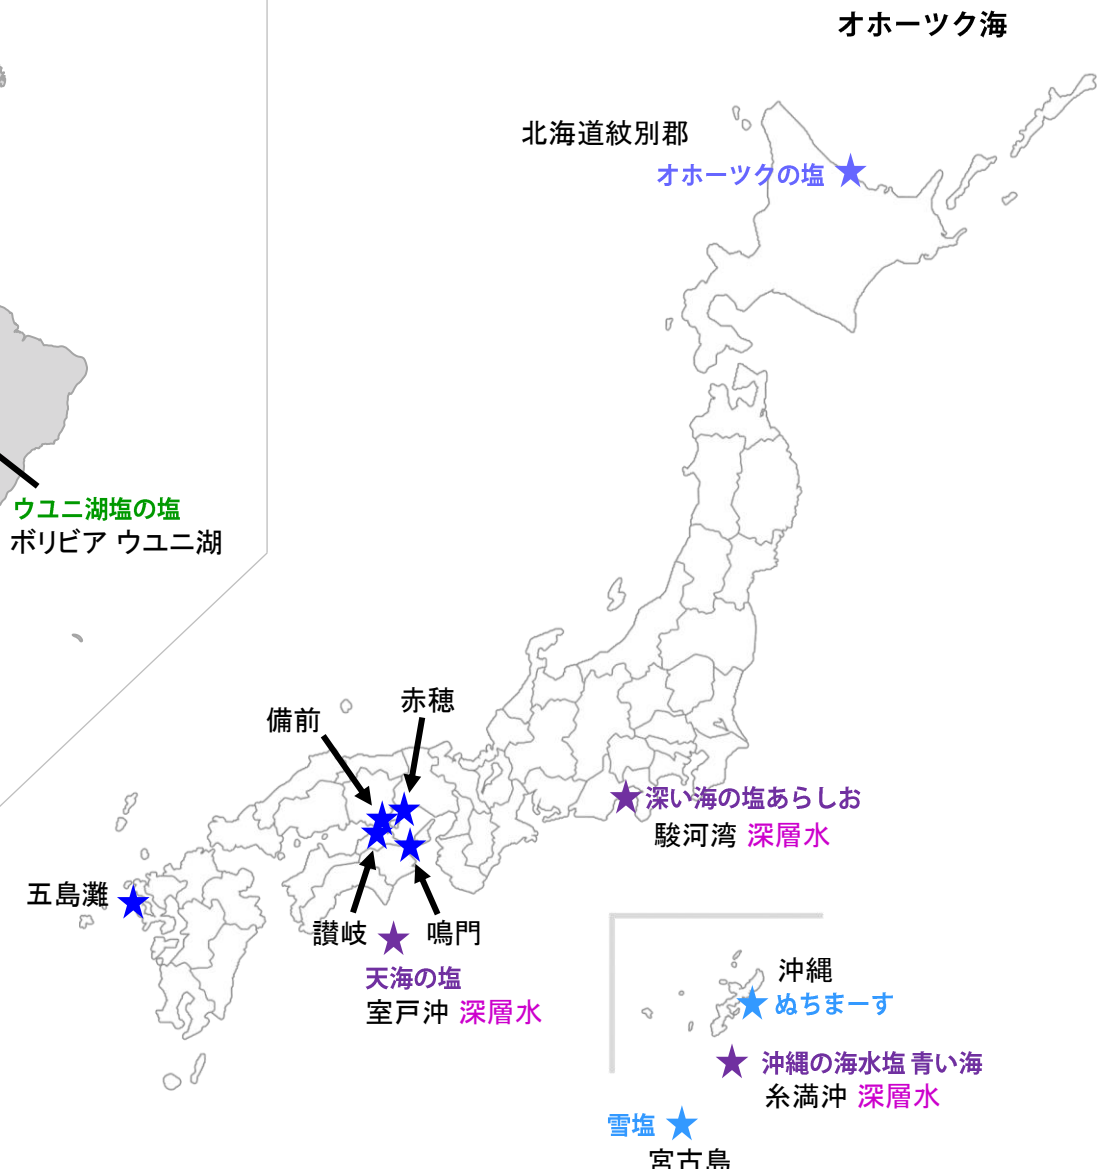 オホーツク海
北海道紋別郡
オホーツクの塩
ウユニ湖塩の塩
ボリビア ウユニ湖
赤穂
備前
深い海の塩あらしお
駿河湾 深層水
五島灘
讃岐
鳴門
天海の塩
室戸沖 深層水
沖縄
ぬちまーす
沖縄の海水塩 青い海
糸満沖 深層水
雪塩
宮古島